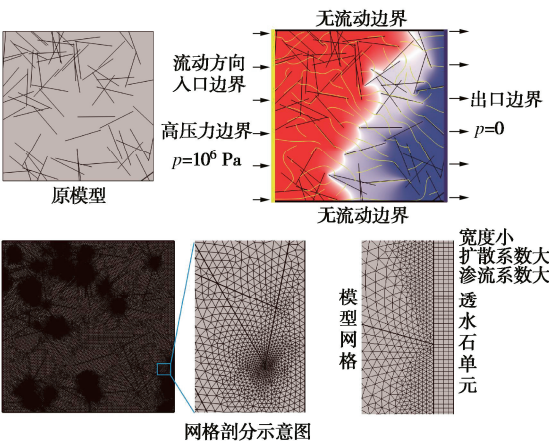 无流动边界
流动方向
入口边界
高压力边界
p=10⁶ Pa
出口边界
p=0
原模型
无流动边界
宽度小
扩散系数大
渗流系数大
模型网格
透水石单元
网格剖分示意图